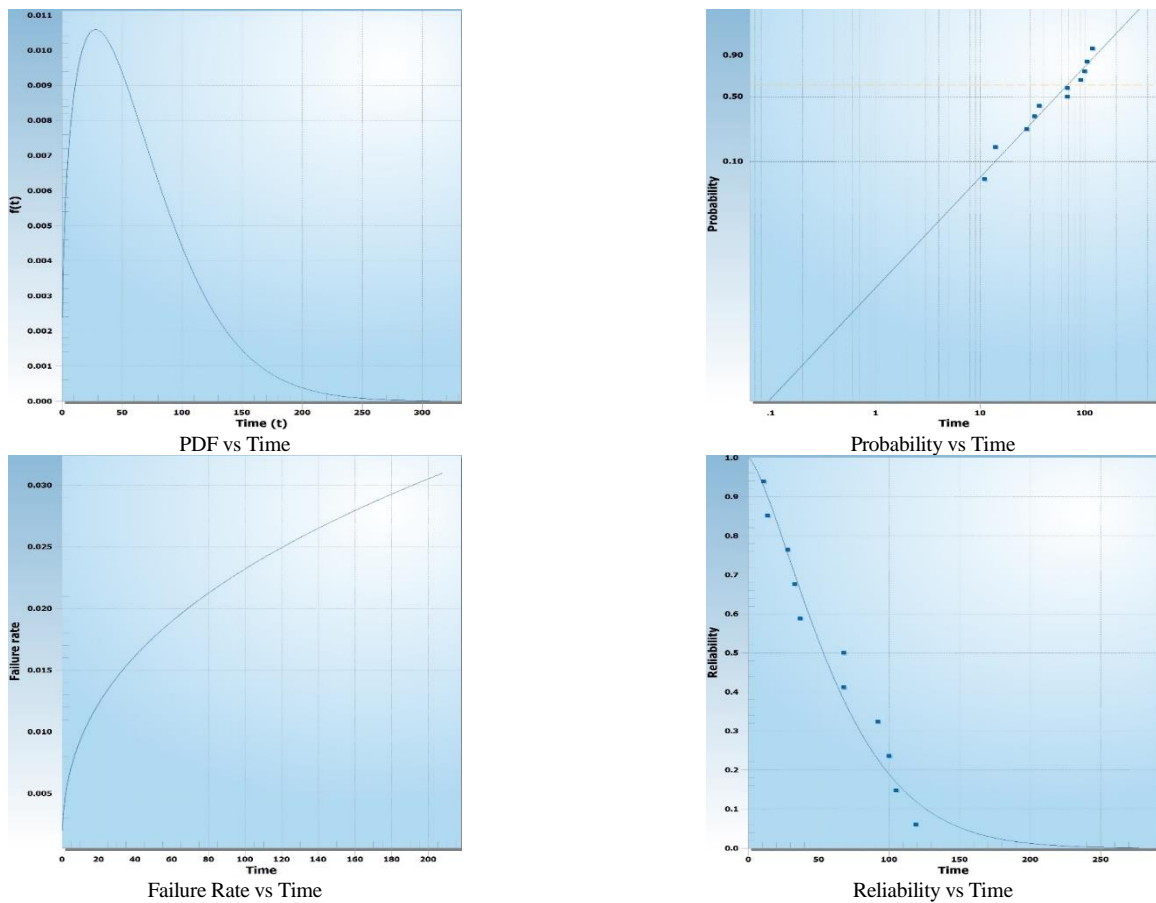 0.011
0.010
0.009
0.008
0.007
0.006
0.005
0.004
0.003
0.002
0.001
0.000
f(t)
0 50 100 150 200 250 300
Time (t)
PDF vs Time
0.90
0.50
0.10
Probability
.1 1 10 100
Time
Probability vs Time
0.030
0.025
0.020
0.015
0.010
0.005
Failure rate
0 20 40 60 80 100 120 140 160 180 200
Time
Failure Rate vs Time
1.0
0.9
0.8
0.7
0.6
0.5
0.4
0.3
0.2
0.1
0.0
Reliability
0 50 100 150 200 250
Time
Reliability vs Time